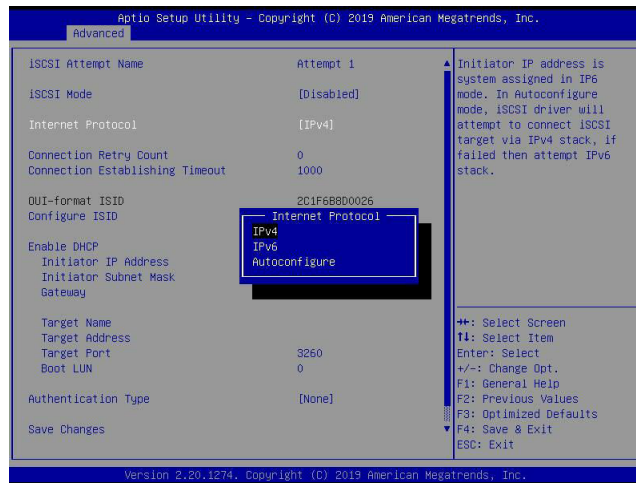 Aptio Setup Utility – Copyright (C) 2019 American Megatrends, Inc.
Advanced
iSCSI Attempt Name Attempt 1
iSCSI Mode [Disabled]
Internet Protocol [IPv4]
Connection Retry Count 0
Connection Establishing Timeout 1000
OUI-format ISID 2C1F6B8D0026
Configure ISID
Enable DHCP
Initiator IP Address
Initiator Subnet Mask
Gateway
Target Name
Target Address
Target Port 3260
Boot LUN 0
Authentication Type [None]
Save Changes
Internet Protocol
IPv4
IPv6
Autoconfigure
Initiator IP address is
system assigned in IP6
mode. In Autoconfigure
mode, iSCSI driver will
attempt to connect iSCSI
target via IPv4 stack, if
failed then attempt IPv6
stack.
→←: Select Screen
↑↓: Select Item
Enter: Select
+/-: Change Opt.
F1: General Help
F2: Previous Values
F3: Optimized Defaults
F4: Save & Exit
ESC: Exit
Version 2.20.1274. Copyright (C) 2019 American Megatrends, Inc.